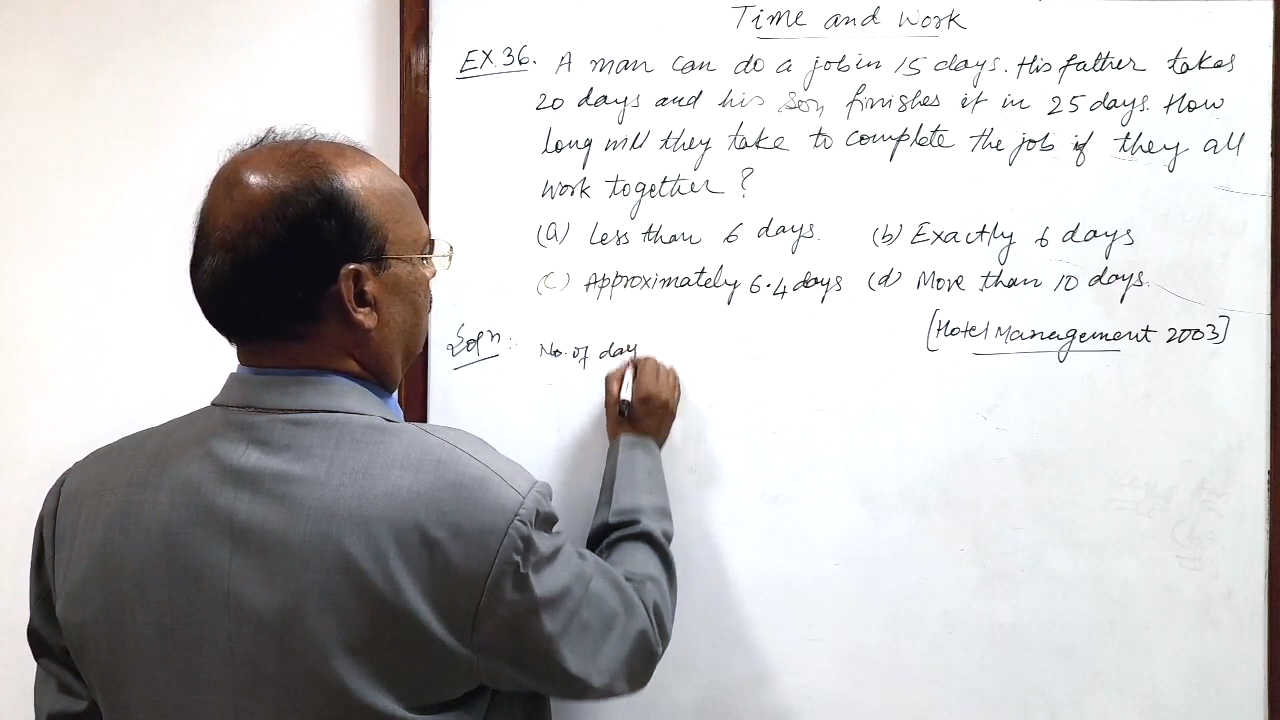 Time and Work
EX.36. A man can do a job in 15 days. His father takes
20 days and his son finishes it in 25 days. How
long will they take to complete the job if they all
work together?
(a) Less than 6 days. (b) Exactly 6 days
(c) Approximately 6.4 days (d) More than 10 days.
[Hotel Management 2003]
Solⁿ: No. of day